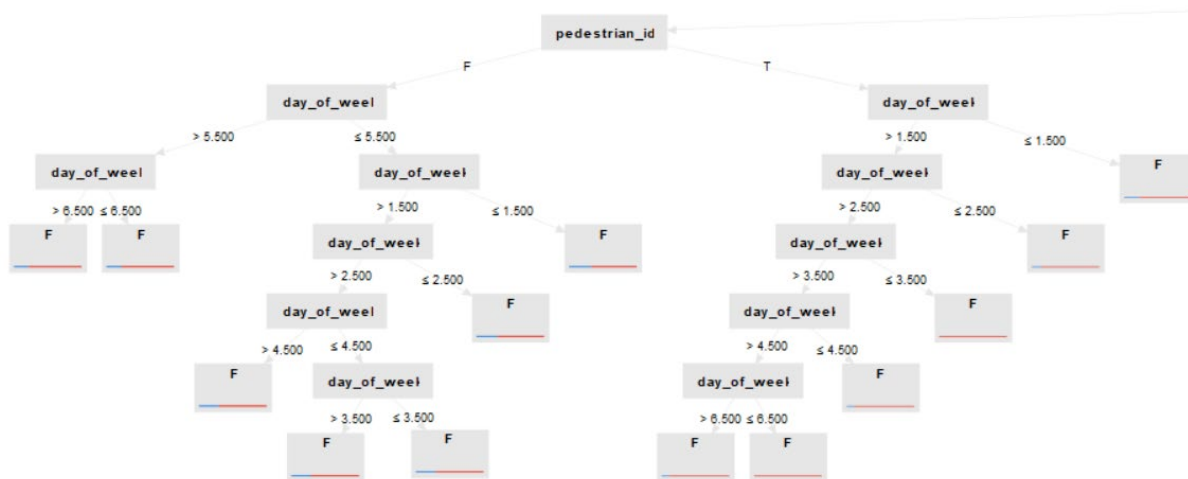 pedestrian_id
F T
day_of_weel day_of_week
> 5.500 ≤ 5.500 > 1.500 ≤ 1.500
day_of_weel day_of_week day_of_week F
> 6.500 ≤ 6.500 > 1.500 ≤ 1.500 > 2.500 ≤ 2.500
F F day_of_week F day_of_week F
> 2.500 ≤ 2.500 > 3.500 ≤ 3.500
day_of_weel F day_of_week F
> 4.500 ≤ 4.500 > 4.500 ≤ 4.500
F day_of_week day_of_week F
> 3.500 ≤ 3.500 > 6.500 ≤ 6.500
F F F F